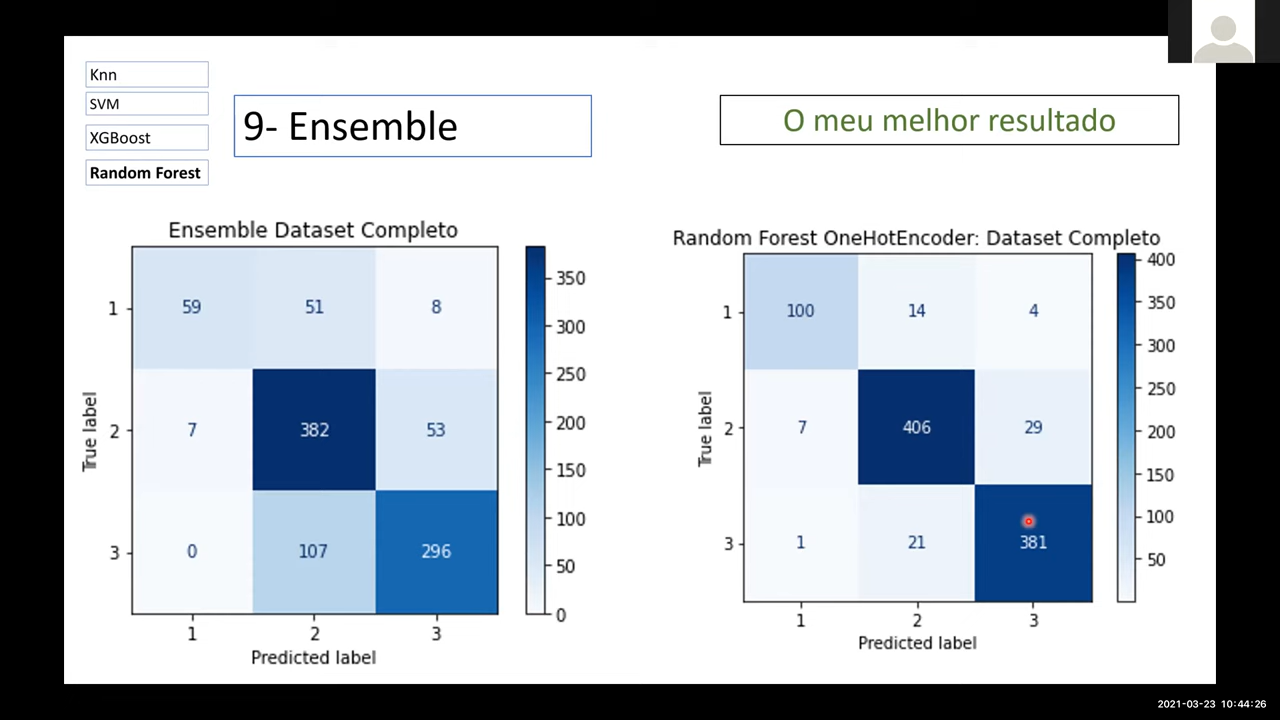 Knn
SVM
XGBoost
Random Forest
9- Ensemble
O meu melhor resultado
Ensemble Dataset Completo
True label
1
2
3
59 51 8
7 382 53
0 107 296
1 2 3
Predicted label
350
300
250
200
150
100
50
0
Random Forest OneHotEncoder: Dataset Completo
True label
1
2
3
100 14 4
7 406 29
1 21 381
1 2 3
Predicted label
400
350
300
250
200
150
100
50
2021-03-23 10:44:26